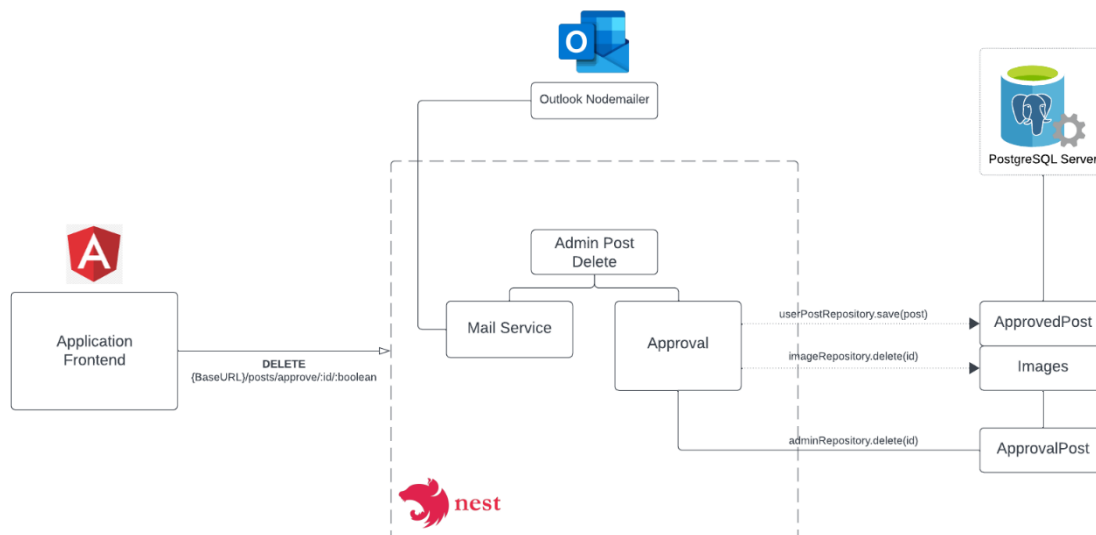 Outlook Nodemailer
PostgreSQL Server
Admin Post
Delete
Application
Frontend
DELETE
{BaseURL}/posts/approve/:id/:boolean
Mail Service
Approval
userPostRepository.save(post)
imageRepository.delete(id)
adminRepository.delete(id)
ApprovedPost
Images
ApprovalPost
nest